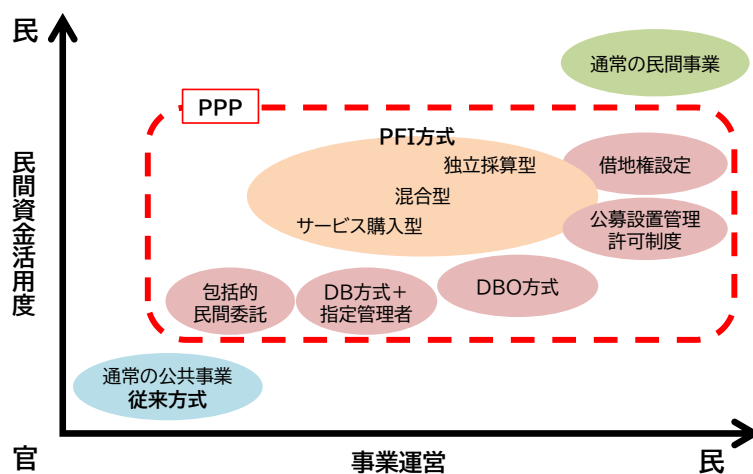 民
通常の民間事業
PPP
PFI方式
独立採算型
借地権設定
混合型
サービス購入型
公募設置管理
許可制度
民間資金活用度
包括的
民間委託
DB方式＋
指定管理者
DBO方式
通常の公共事業
従来方式
官
事業運営
民